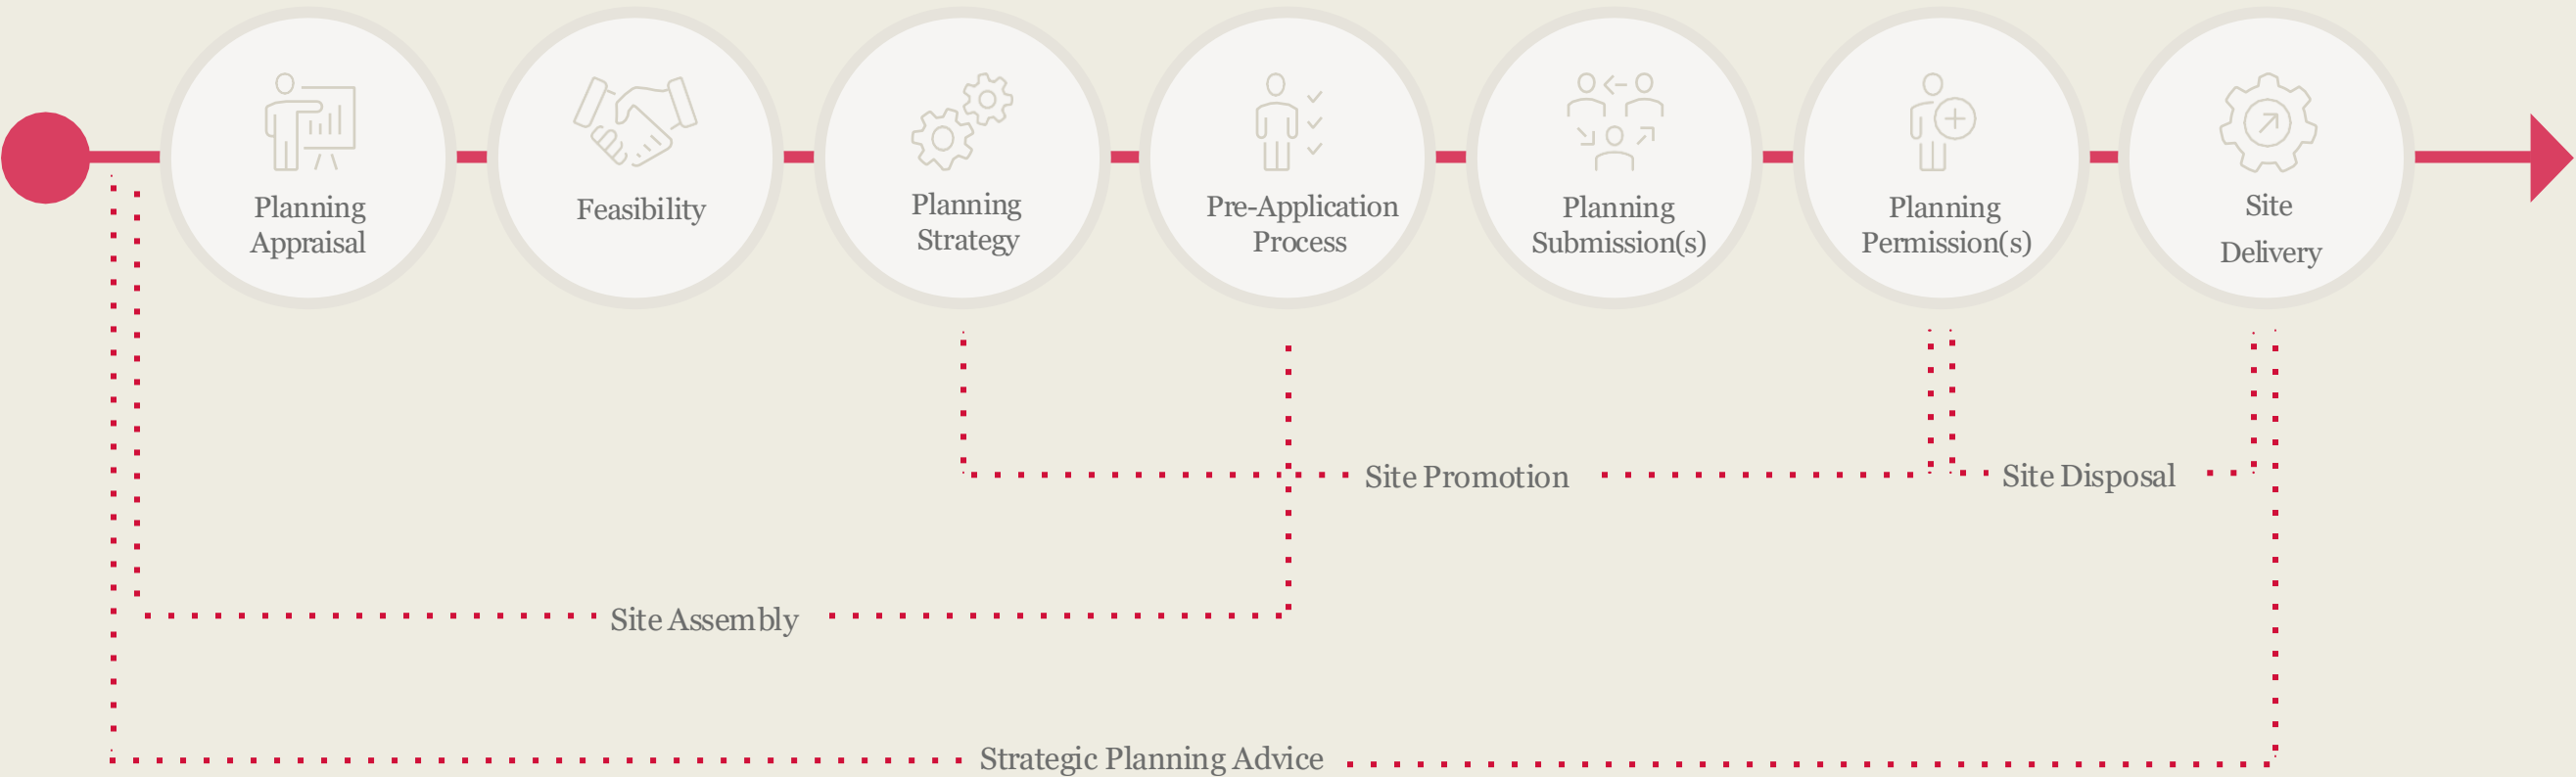 Planning
Appraisal
Feasibility
Planning
Strategy
Pre-Application
Process
Planning
Submission(s)
Planning
Permission(s)
Site
Delivery
Site Promotion
Site Disposal
Site Assembly
Strategic Planning Advice